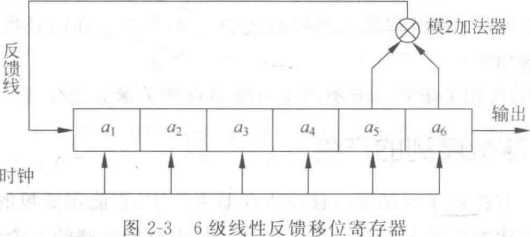 模2加法器
反馈线
输出
a₁ a₂ a₃ a₄ a₅ a₆
时钟
图 2-3 6级线性反馈移位寄存器